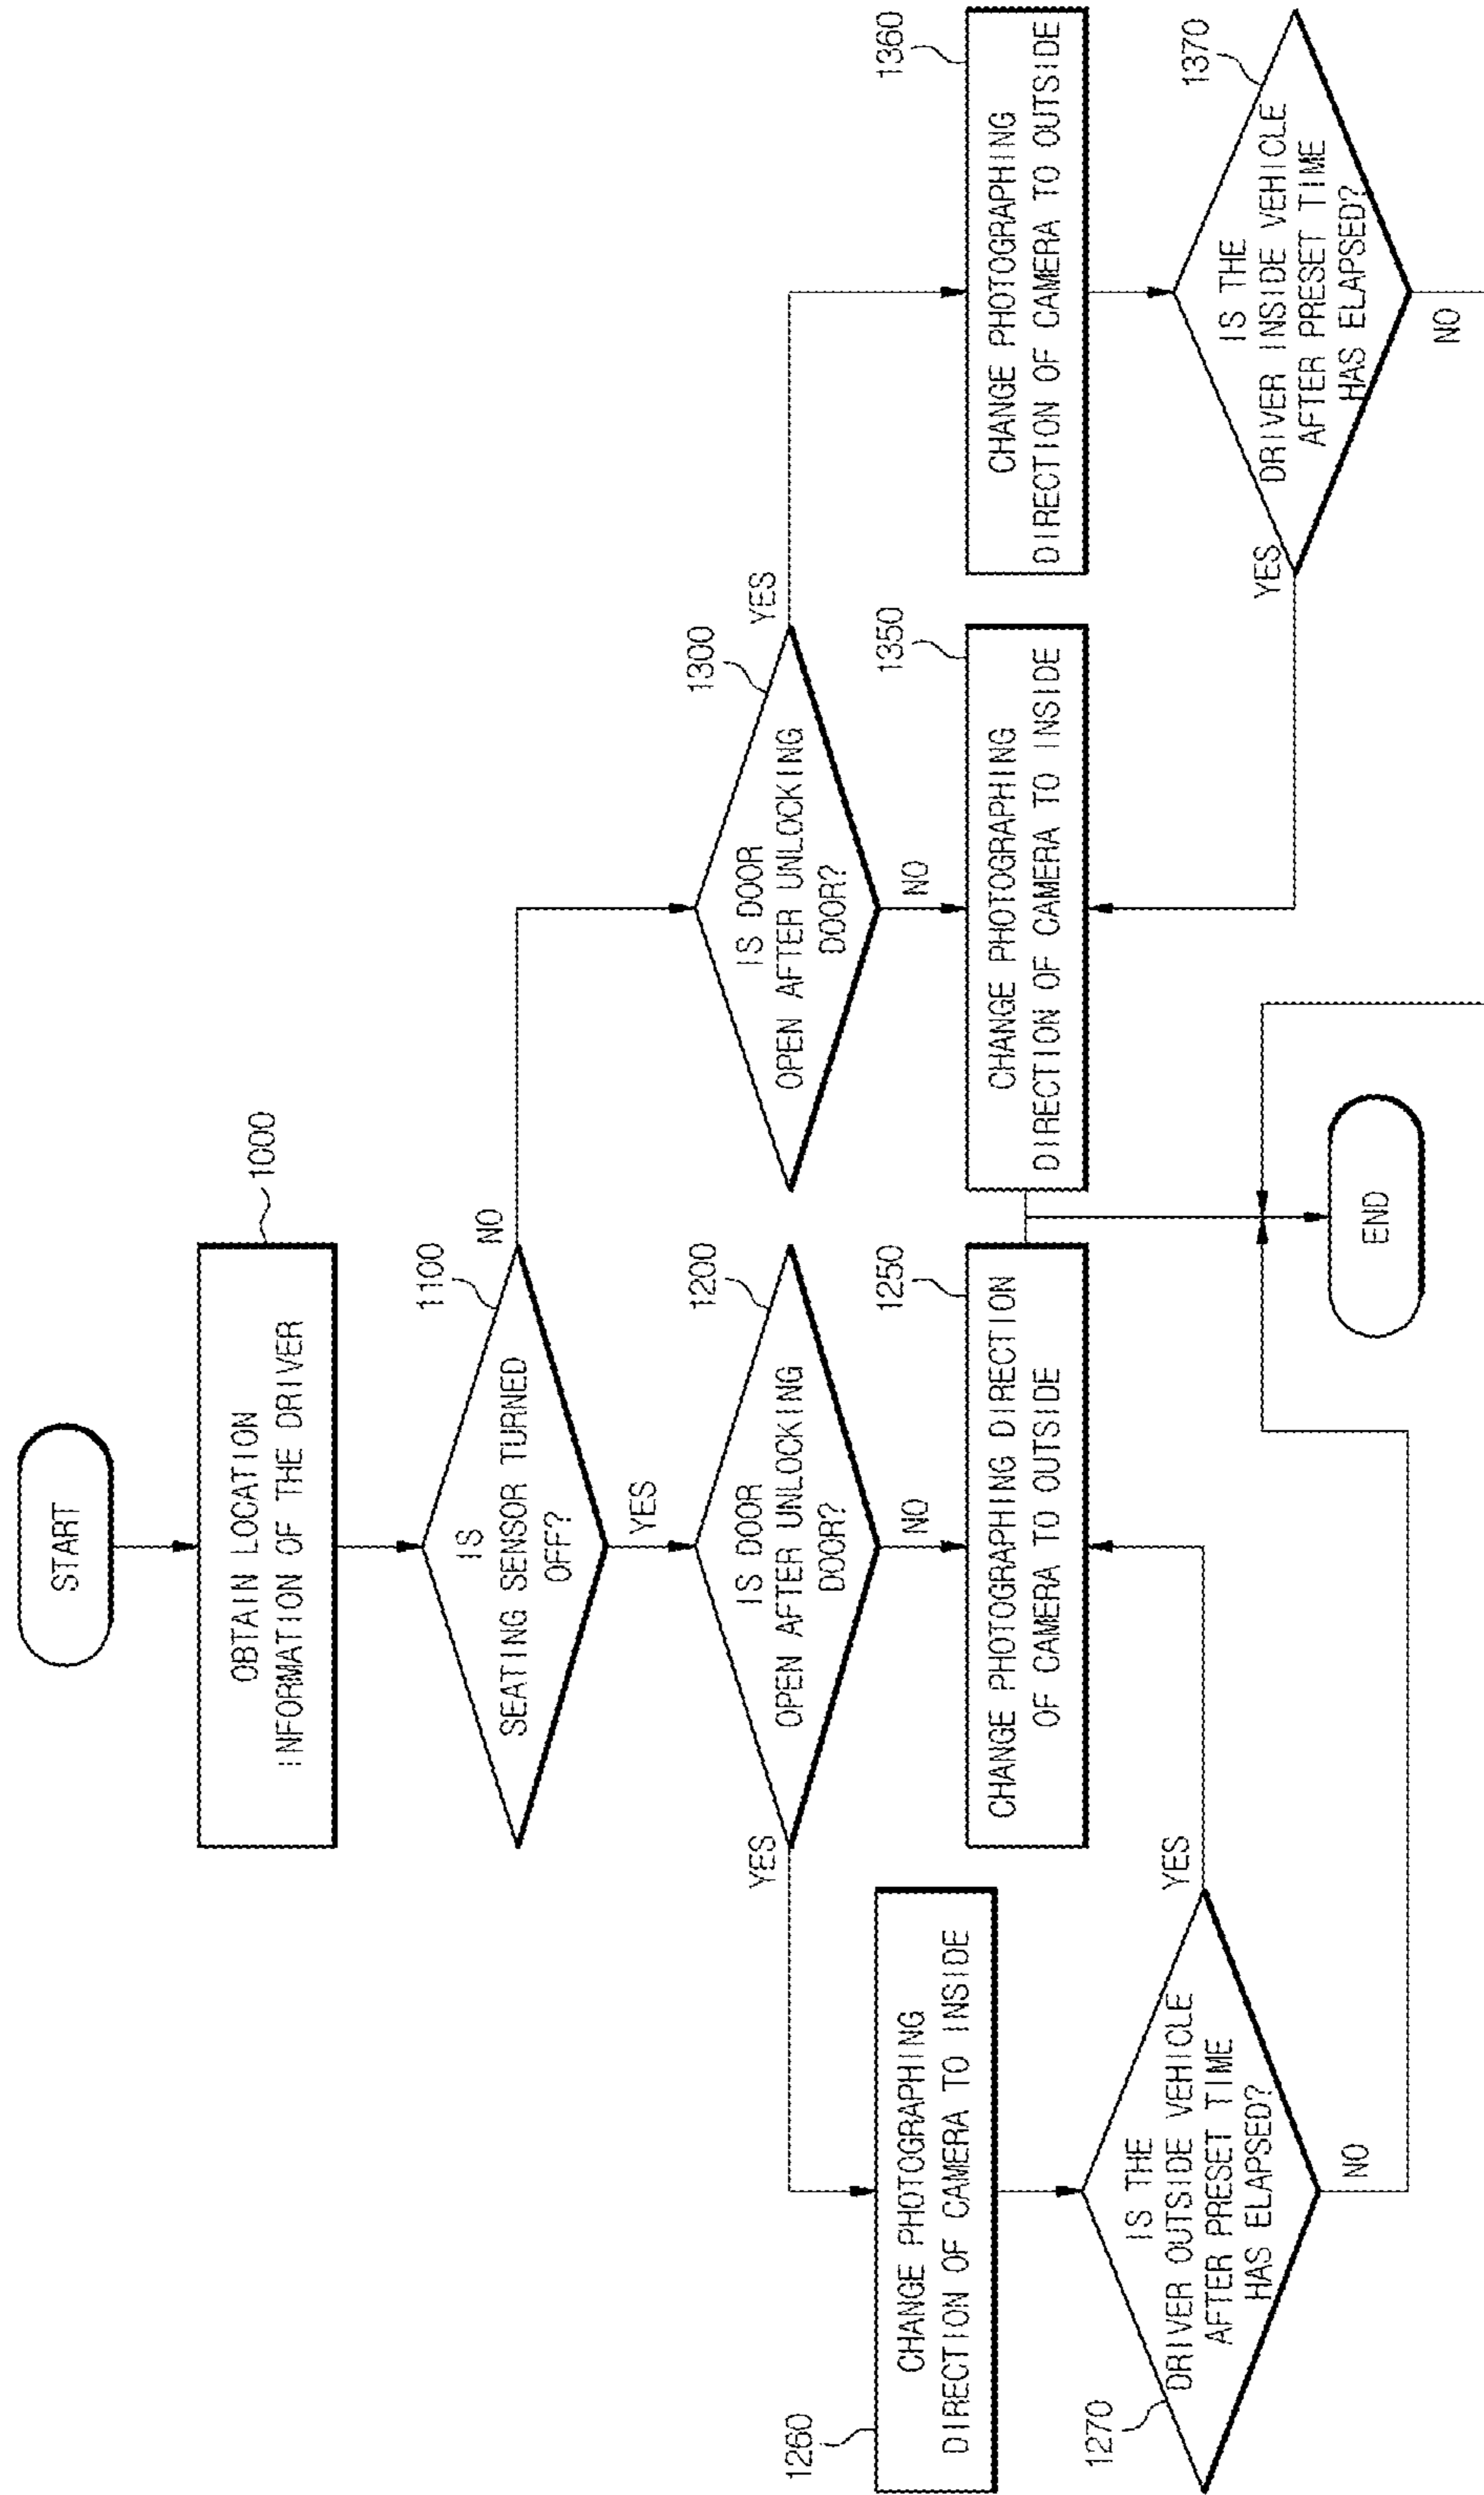 START
OBTAIN LOCATION
INFORMATION OF THE DRIVER
1000
IS
SEATING SENSOR TURNED
OFF?
1100
NO
YES
IS DOOR
OPEN AFTER UNLOCKING
DOOR?
1200
YES
NO
IS DOOR
OPEN AFTER UNLOCKING
DOOR?
1300
YES
NO
CHANGE PHOTOGRAPHING
DIRECTION OF CAMERA TO INSIDE
1260
CHANGE PHOTOGRAPHING DIRECTION
OF CAMERA TO OUTSIDE
1250
CHANGE PHOTOGRAPHING
DIRECTION OF CAMERA TO INSIDE
1350
CHANGE PHOTOGRAPHING
DIRECTION OF CAMERA TO OUTSIDE
1360
1270
IS THE
DRIVER OUTSIDE VEHICLE
AFTER PRESET TIME
HAS ELAPSED?
YES
NO
IS THE
DRIVER INSIDE VEHICLE
AFTER PRESET TIME
HAS ELAPSED?
1370
YES
NO
END